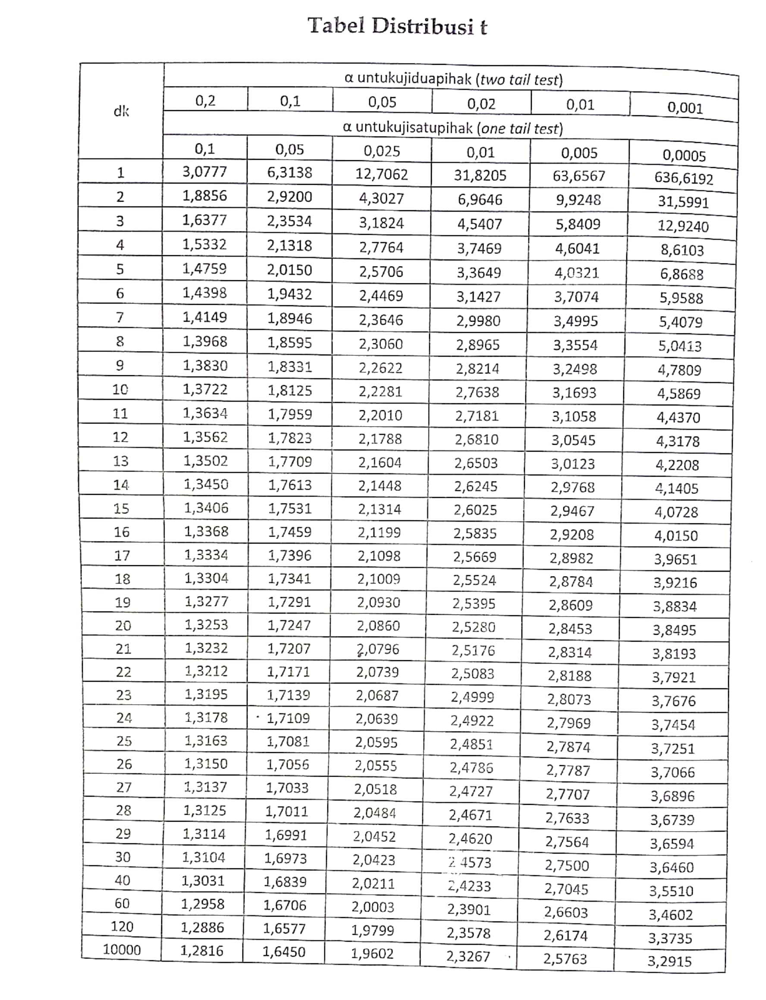 Tabel Distribusi t
dk
α untukujiduapihak (two tail test)
0,2 0,1 0,05 0,02 0,01 0,001
α untukujisatupihak (one tail test)
0,1 0,05 0,025 0,01 0,005 0,0005
1 3,0777 6,3138 12,7062 31,8205 63,6567 636,6192
2 1,8856 2,9200 4,3027 6,9646 9,9248 31,5991
3 1,6377 2,3534 3,1824 4,5407 5,8409 12,9240
4 1,5332 2,1318 2,7764 3,7469 4,6041 8,6103
5 1,4759 2,0150 2,5706 3,3649 4,0321 6,8688
6 1,4398 1,9432 2,4469 3,1427 3,7074 5,9588
7 1,4149 1,8946 2,3646 2,9980 3,4995 5,4079
8 1,3968 1,8595 2,3060 2,8965 3,3554 5,0413
9 1,3830 1,8331 2,2622 2,8214 3,2498 4,7809
10 1,3722 1,8125 2,2281 2,7638 3,1693 4,5869
11 1,3634 1,7959 2,2010 2,7181 3,1058 4,4370
12 1,3562 1,7823 2,1788 2,6810 3,0545 4,3178
13 1,3502 1,7709 2,1604 2,6503 3,0123 4,2208
14 1,3450 1,7613 2,1448 2,6245 2,9768 4,1405
15 1,3406 1,7531 2,1314 2,6025 2,9467 4,0728
16 1,3368 1,7459 2,1199 2,5835 2,9208 4,0150
17 1,3334 1,7396 2,1098 2,5669 2,8982 3,9651
18 1,3304 1,7341 2,1009 2,5524 2,8784 3,9216
19 1,3277 1,7291 2,0930 2,5395 2,8609 3,8834
20 1,3253 1,7247 2,0860 2,5280 2,8453 3,8495
21 1,3232 1,7207 2,0796 2,5176 2,8314 3,8193
22 1,3212 1,7171 2,0739 2,5083 2,8188 3,7921
23 1,3195 1,7139 2,0687 2,4999 2,8073 3,7676
24 1,3178 1,7109 2,0639 2,4922 2,7969 3,7454
25 1,3163 1,7081 2,0595 2,4851 2,7874 3,7251
26 1,3150 1,7056 2,0555 2,4786 2,7787 3,7066
27 1,3137 1,7033 2,0518 2,4727 2,7707 3,6896
28 1,3125 1,7011 2,0484 2,4671 2,7633 3,6739
29 1,3114 1,6991 2,0452 2,4620 2,7564 3,6594
30 1,3104 1,6973 2,0423 2 4573 2,7500 3,6460
40 1,3031 1,6839 2,0211 2,4233 2,7045 3,5510
60 1,2958 1,6706 2,0003 2,3901 2,6603 3,4602
120 1,2886 1,6577 1,9799 2,3578 2,6174 3,3735
10000 1,2816 1,6450 1,9602 2,3267 2,5763 3,2915